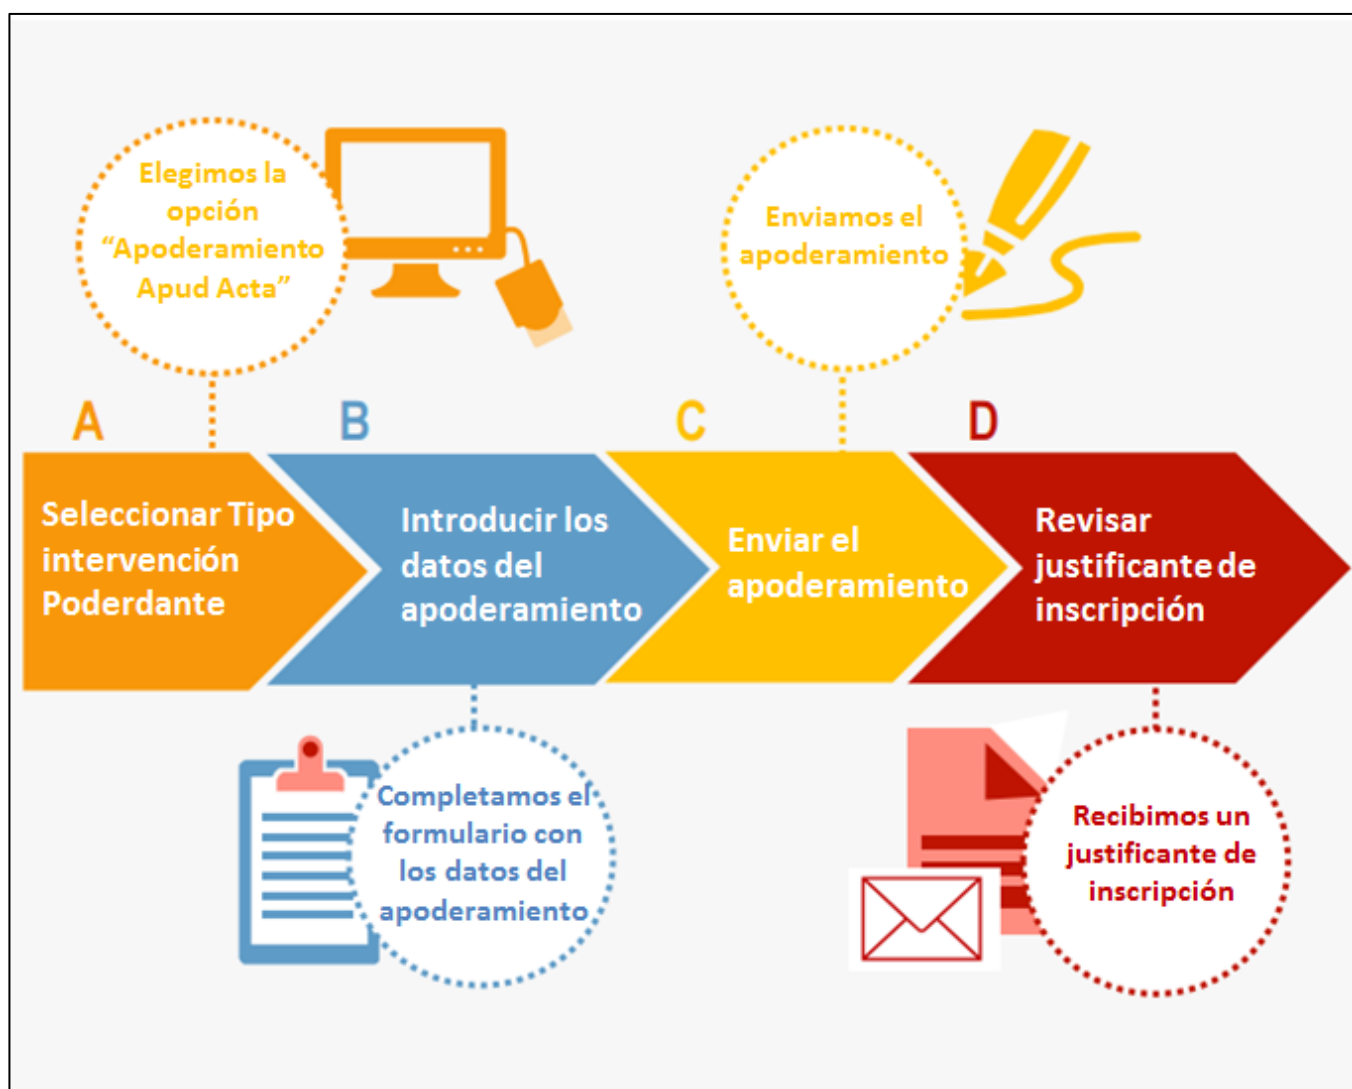 Elegimos la
opción
“Apoderamiento
Apud Acta”
Enviamos el
apoderamiento
A
B
C
D
Seleccionar Tipo
intervención
Poderdante
Introducir los
datos del
apoderamiento
Enviar el
apoderamiento
Revisar
justificante de
inscripción
Completamos el
formulario con
los datos del
apoderamiento
Recibimos un
justificante de
inscripción